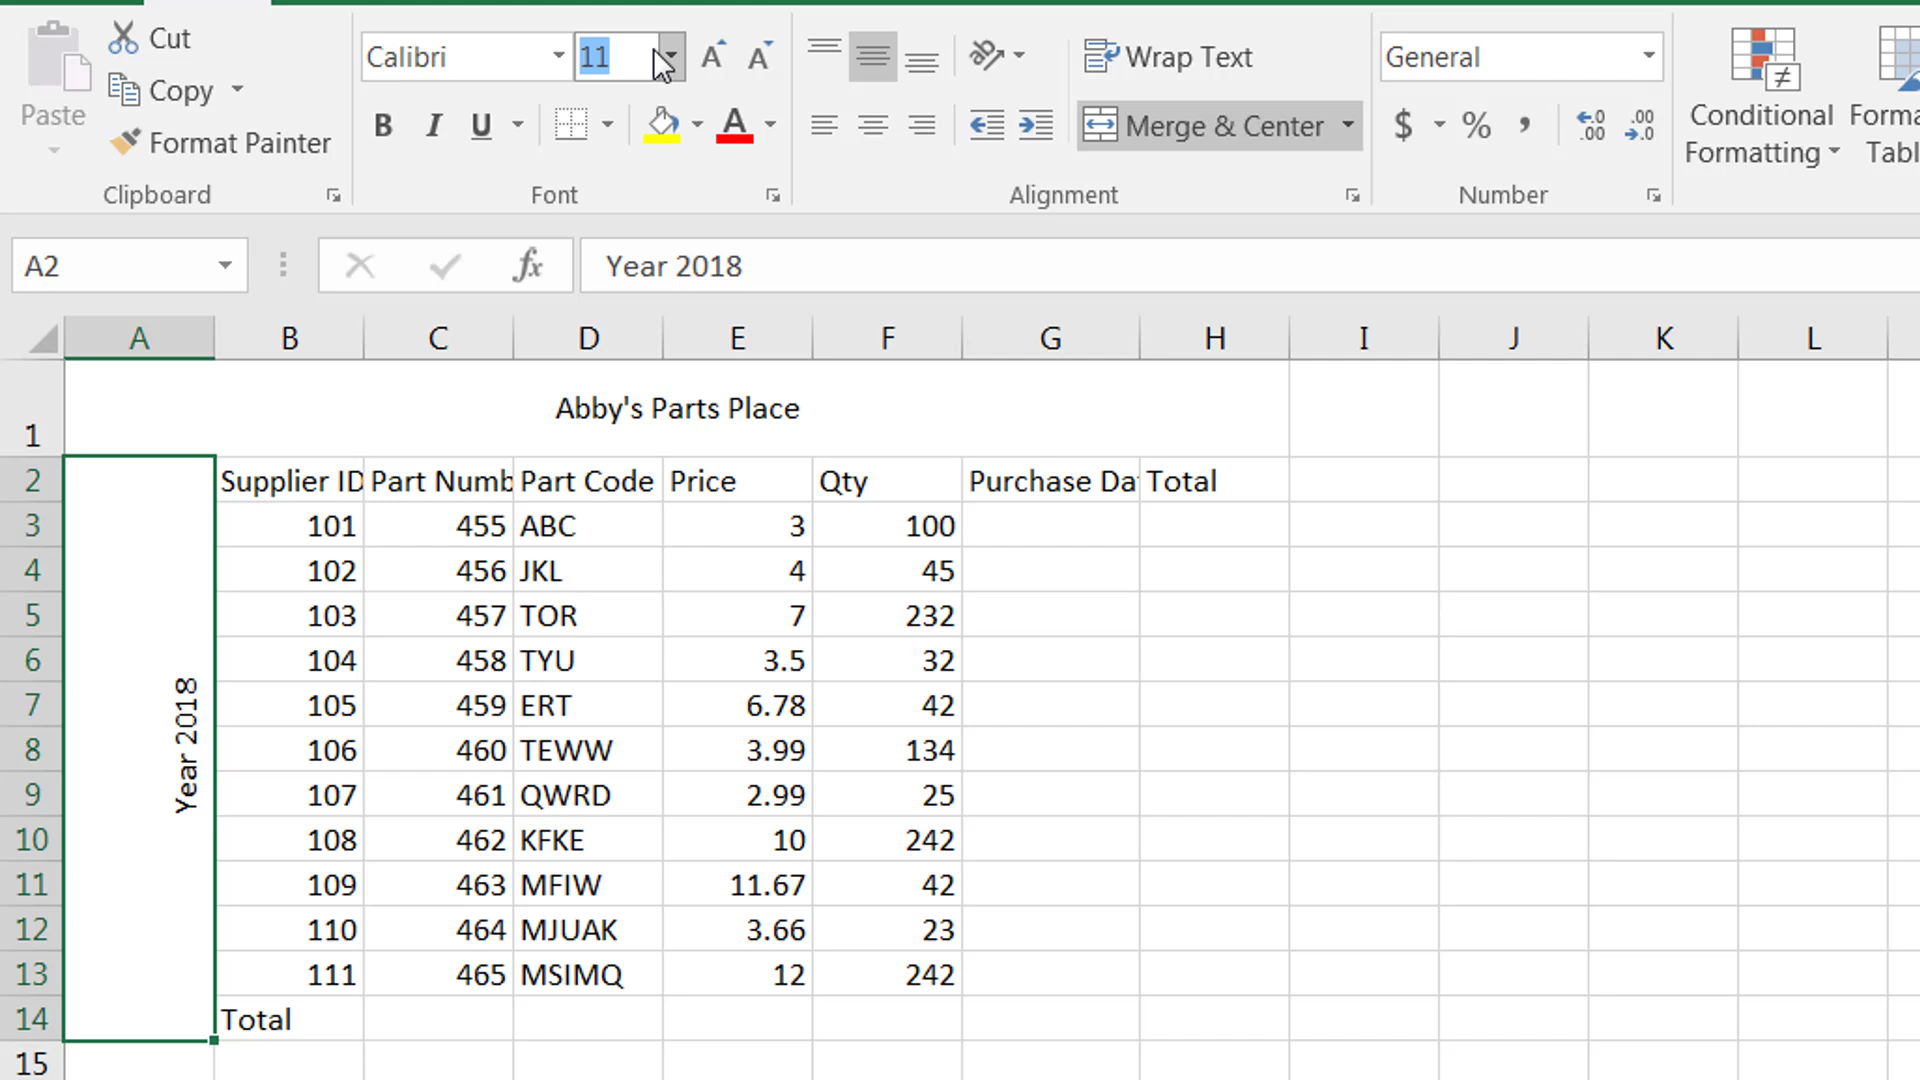 Cut
Copy
Format Painter
Paste
Clipboard
Calibri
11
B I U
A A
A
Font
Wrap Text
Merge & Center
Alignment
General
$ % ,
.0 .00
.00 .0
Number
Conditional
Formatting
Forma
Tabl
A2
fx
Year 2018
A B C D E F G H I J K L
1 Abby's Parts Place
2 Supplier ID Part Numb Part Code Price Qty Purchase Da Total
3 101 455 ABC 3 100
4 102 456 JKL 4 45
5 103 457 TOR 7 232
6 104 458 TYU 3.5 32
7 105 459 ERT 6.78 42
8 106 460 TEWW 3.99 134
9 107 461 QWRD 2.99 25
10 108 462 KFKE 10 242
11 109 463 MFIW 11.67 42
12 110 464 MJUAK 3.66 23
13 111 465 MSIMQ 12 242
14 Total
15
Year 2018